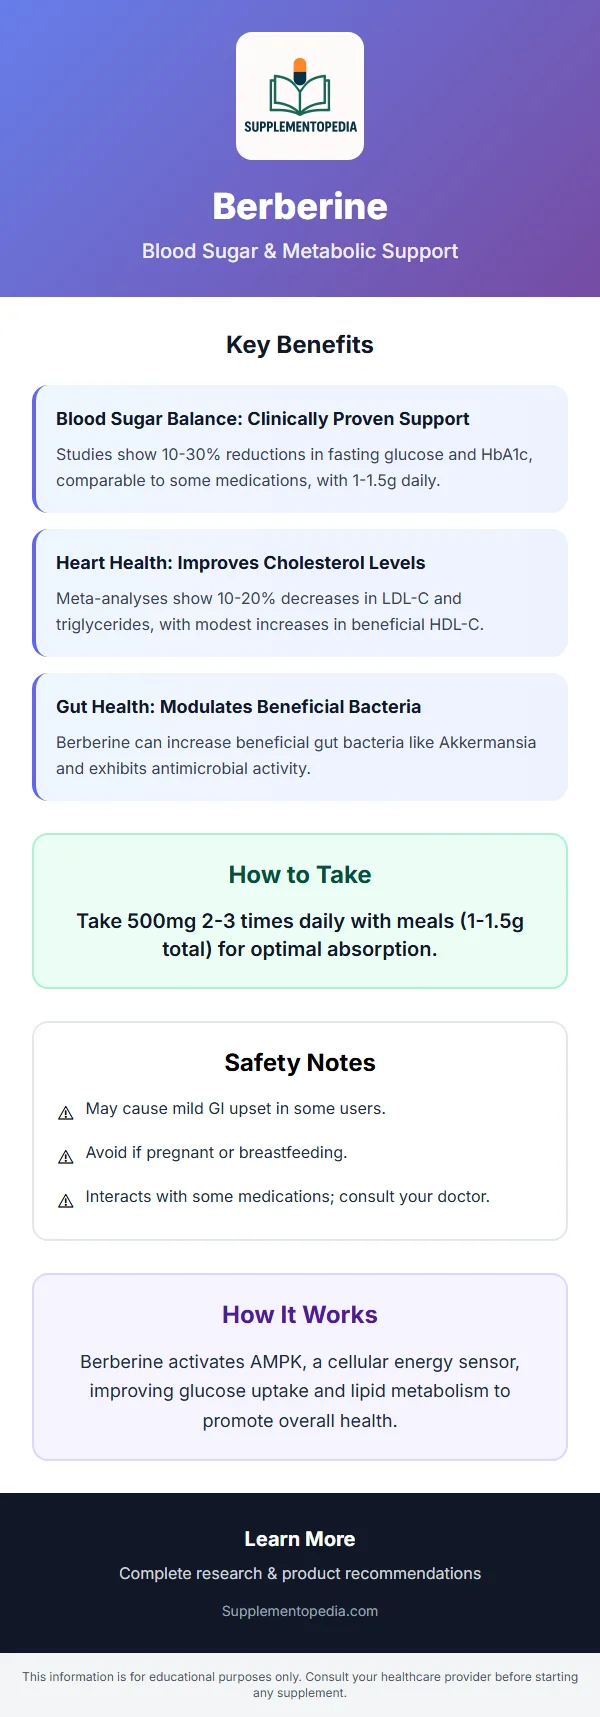 SUPPLEMENTOPEDIA
Berberine
Blood Sugar & Metabolic Support
Key Benefits
Blood Sugar Balance: Clinically Proven Support
Studies show 10-30% reductions in fasting glucose and HbA1c,
comparable to some medications, with 1-1.5g daily.
Heart Health: Improves Cholesterol Levels
Meta-analyses show 10-20% decreases in LDL-C and
triglycerides, with modest increases in beneficial HDL-C.
Gut Health: Modulates Beneficial Bacteria
Berberine can increase beneficial gut bacteria like Akkermansia
and exhibits antimicrobial activity.
How to Take
Take 500mg 2-3 times daily with meals (1-1.5g
total) for optimal absorption.
Safety Notes
⚠ May cause mild GI upset in some users.
⚠ Avoid if pregnant or breastfeeding.
⚠ Interacts with some medications; consult your doctor.
How It Works
Berberine activates AMPK, a cellular energy sensor,
improving glucose uptake and lipid metabolism to
promote overall health.
Learn More
Complete research & product recommendations
Supplementopedia.com
This information is for educational purposes only. Consult your healthcare provider before starting
any supplement.